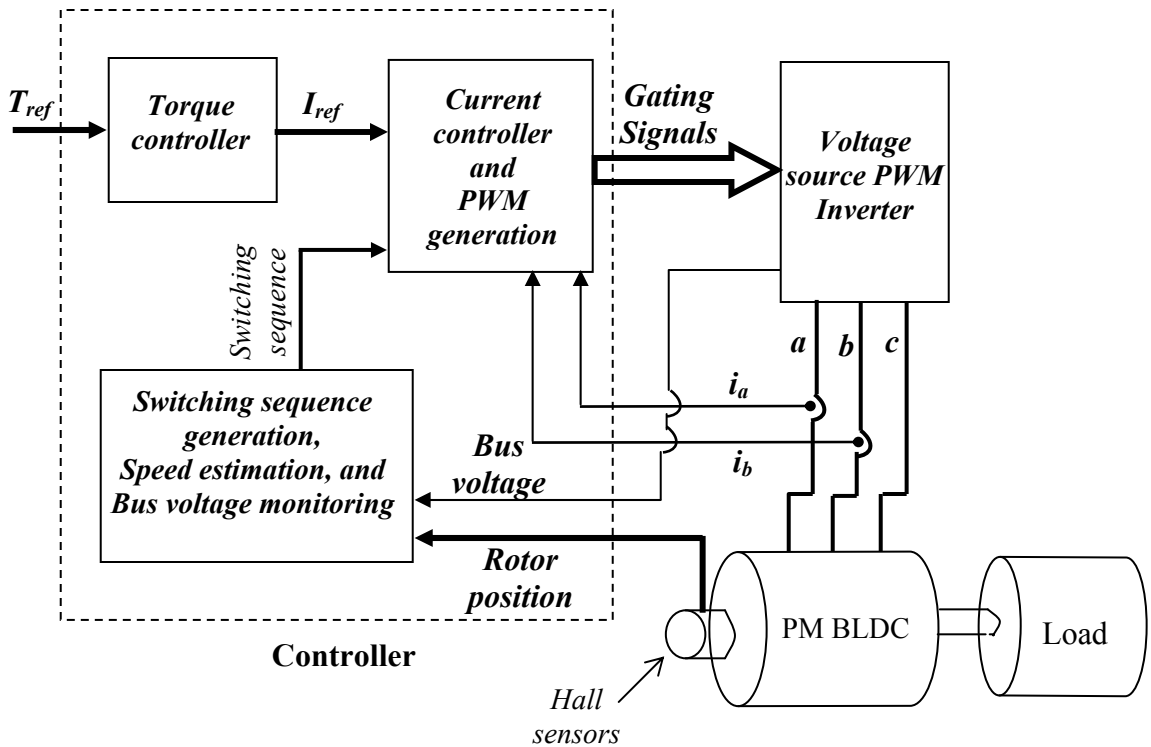 T_ref
Torque
controller
I_ref
Current
controller
and
PWM
generation
Gating
Signals
Voltage
source PWM
Inverter
Switching
sequence
a
b
c
i_a
i_b
Switching sequence
generation,
Speed estimation, and
Bus voltage monitoring
Bus
voltage
Rotor
position
Controller
Hall
sensors
PM BLDC
Load